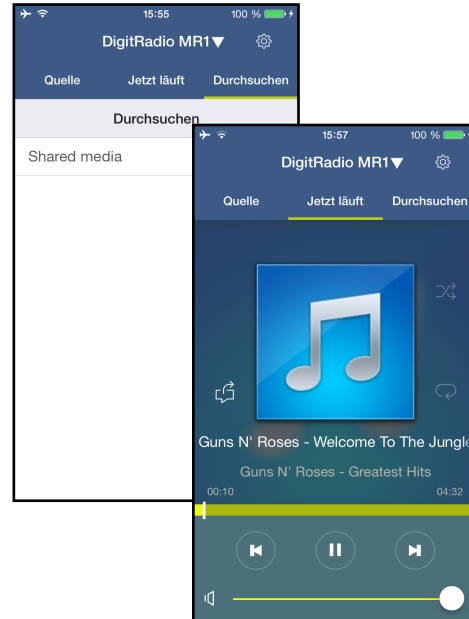 15:55 100 %
DigitRadio MR1▼
Quelle Jetzt läuft Durchsuchen
Durchsuchen
Shared media
15:57 100 %
DigitRadio MR1▼
Quelle Jetzt läuft Durchsuchen
Guns N' Roses - Welcome To The Jungle
Guns N' Roses - Greatest Hits
00:10 04:32